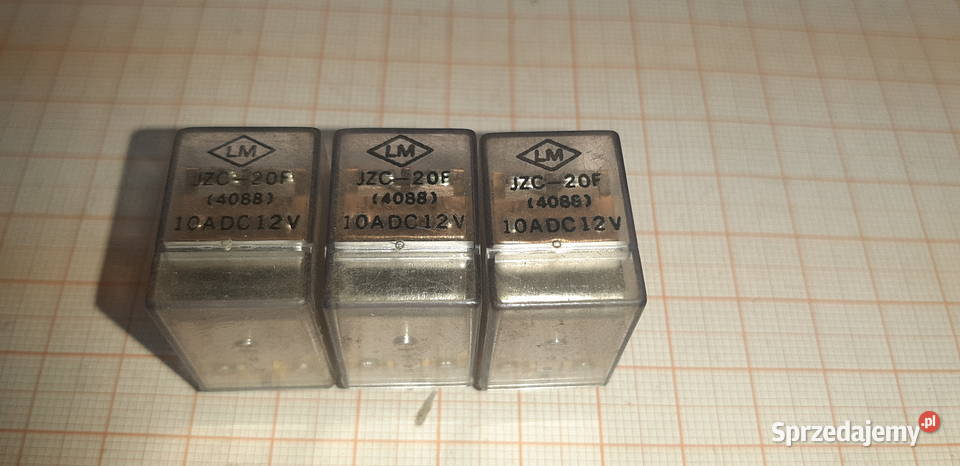 LM
JZC-20F
(4088)
10ADC12V
LM
JZC-20F
(4088)
10ADC12V
LM
JZC-20F
(4088)
10ADC12V
Sprzedajemy.pl